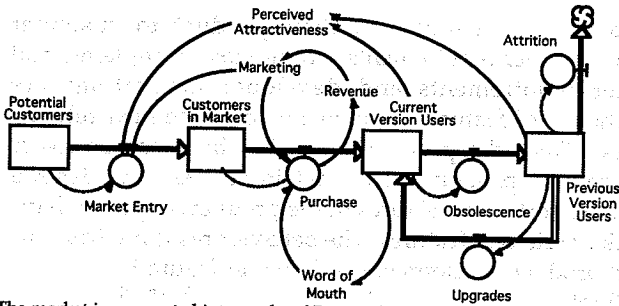 Perceived
Attractiveness
Attrition
Marketing
Revenue
Potential
Customers
Customers
in Market
Current
Version Users
Market Entry
Purchase
Obsolescence
Previous
Version
Users
Word of
Mouth
Upgrades